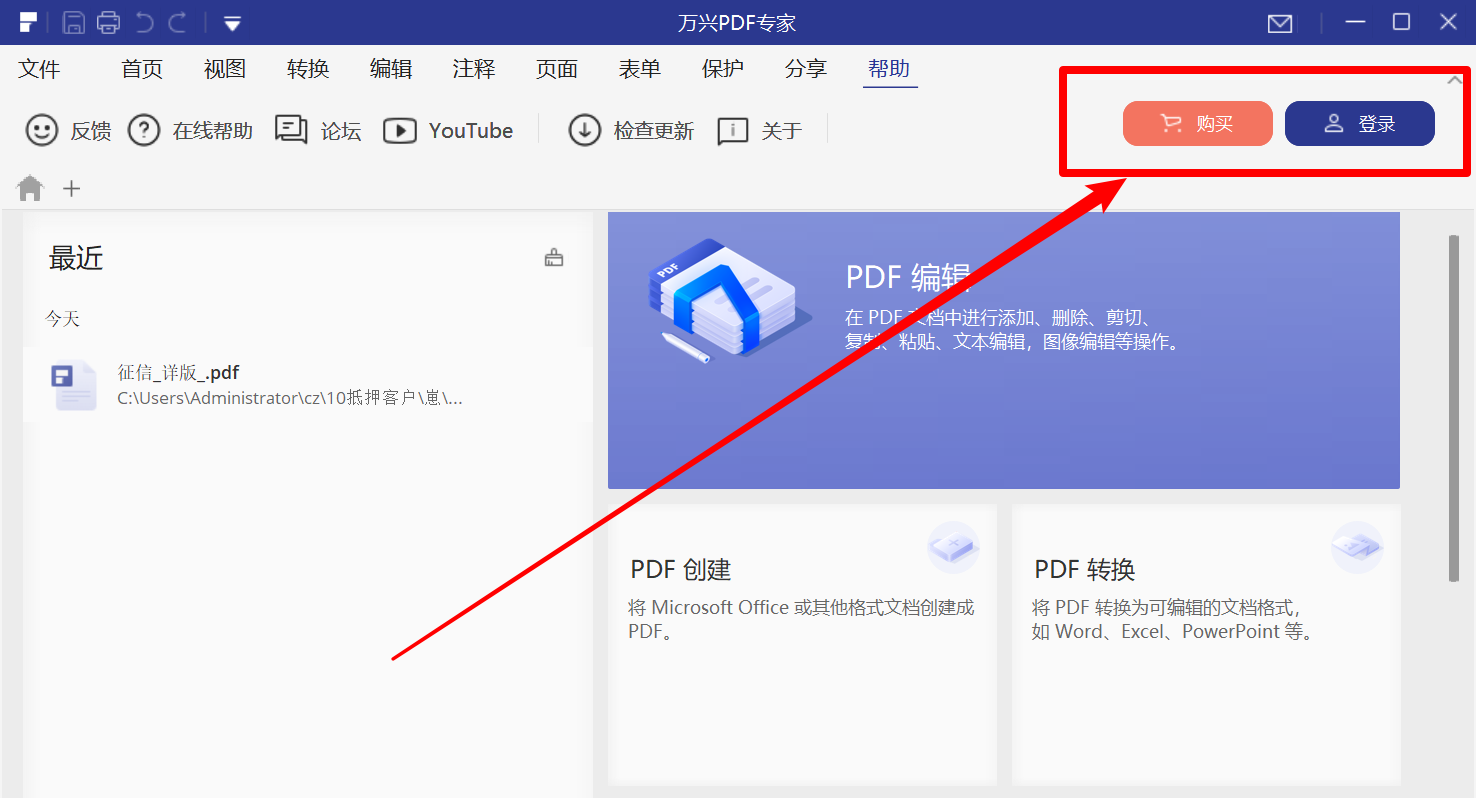 万兴PDF专家
文件 首页 视图 转换 编辑 注释 页面 表单 保护 分享 帮助
反馈 在线帮助 论坛 YouTube 检查更新 关于 购买 登录
最近
今天
征信_详版_.pdf
C:\Users\Administrator\cz\10抵押客户\崽\...
PDF
PDF 编辑
在 PDF 文档中进行添加、删除、剪切、
复制、粘贴、文本编辑，图像编辑等操作。
PDF 创建
将 Microsoft Office 或其他格式文档创建成
PDF。
PDF 转换
将 PDF 转换为可编辑的文档格式，
如 Word、Excel、PowerPoint 等。